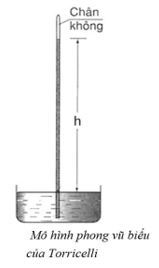 Chân
không
h
Mô hình phong vũ biểu
của Torricelli